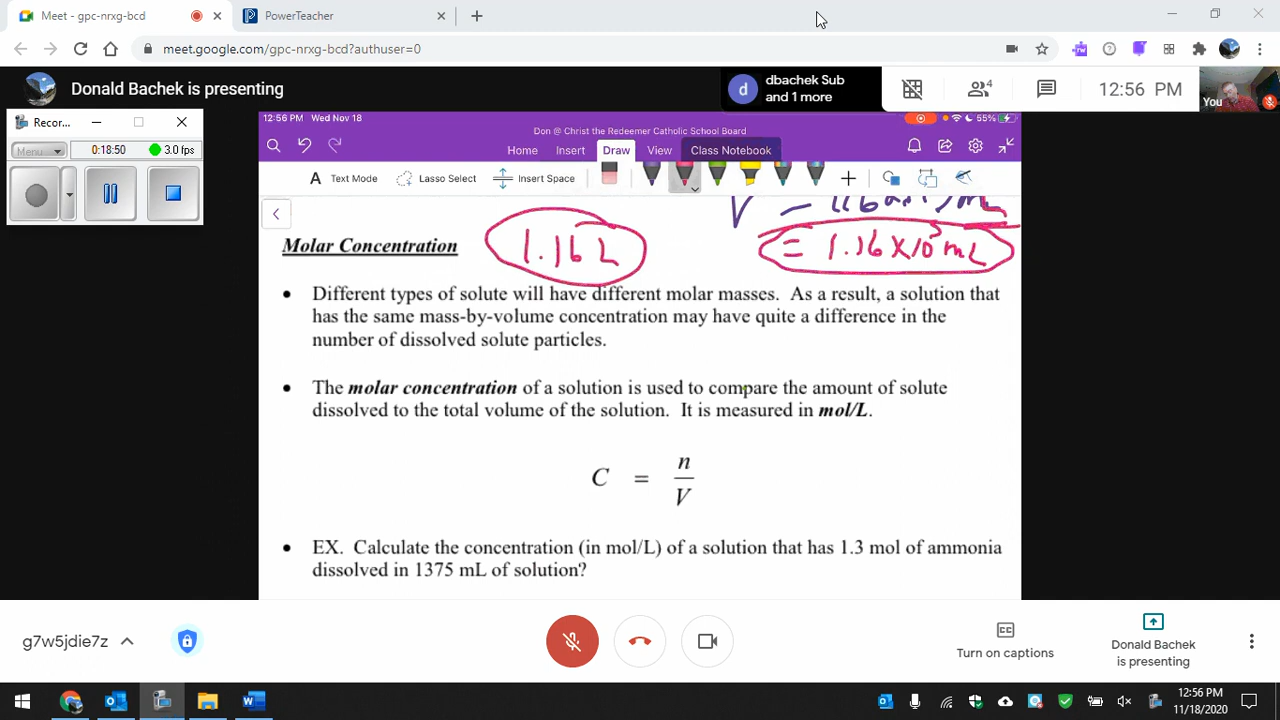 Meet - gpc-nrxg-bcd
PowerTeacher
meet.google.com/gpc-nrxg-bcd?authuser=0
Donald Bachek is presenting
d
dbachek Sub
and 1 more
4
12:56 PM
You
Recor...
Menu
0:18:50
3.0 fps
12:56 PM Wed Nov 18
55%
Don @ Christ the Redeemer Catholic School Board
Home Insert Draw View Class Notebook
A Text Mode Lasso Select Insert Space
V =
Molar Concentration
1.16 L
= 1.16 X 10³ mL
• Different types of solute will have different molar masses. As a result, a solution that
has the same mass-by-volume concentration may have quite a difference in the
number of dissolved solute particles.
• The molar concentration of a solution is used to compare the amount of solute
dissolved to the total volume of the solution. It is measured in mol/L.
C = n
V
• EX. Calculate the concentration (in mol/L) of a solution that has 1.3 mol of ammonia
dissolved in 1375 mL of solution?
g7w5jdie7z
Turn on captions
Donald Bachek
is presenting
12:56 PM
11/18/2020